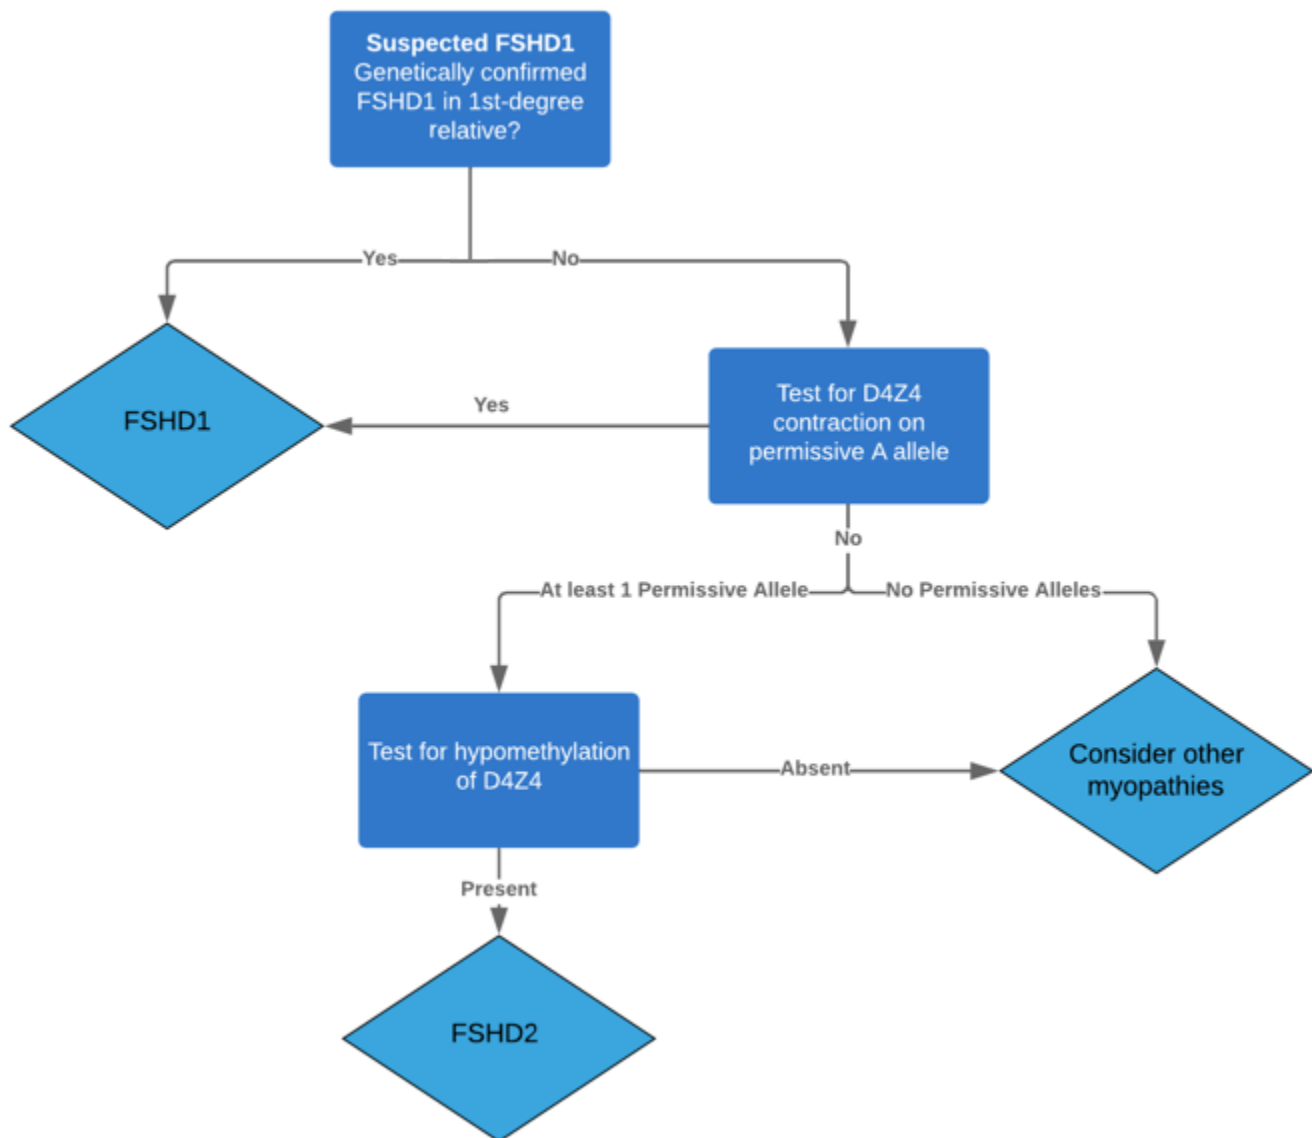 Suspected FSHD1
Genetically confirmed
FSHD1 in 1st-degree
relative?
Yes
No
FSHD1
Yes
Test for D4Z4
contraction on
permissive A allele
No
At least 1 Permissive Allele
No Permissive Alleles
Test for hypomethylation
of D4Z4
Absent
Consider other
myopathies
Present
FSHD2